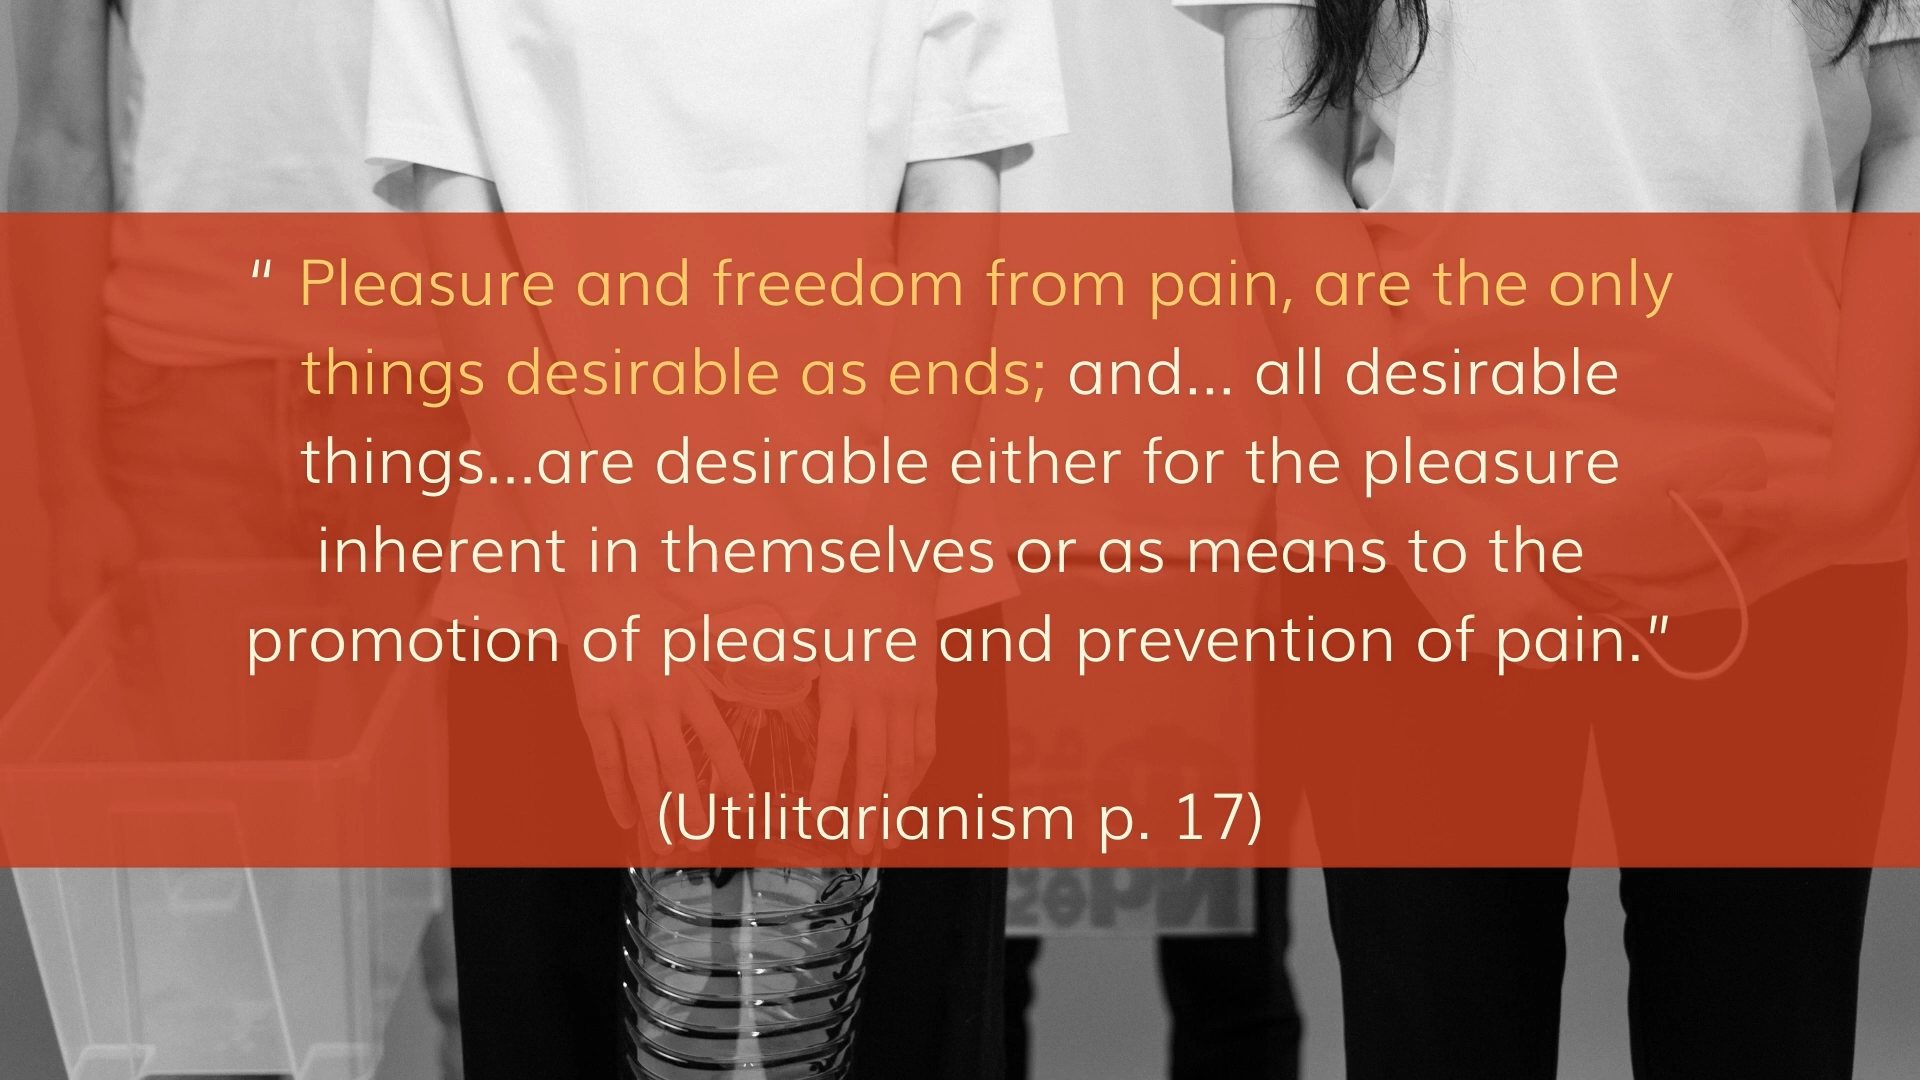 " Pleasure and freedom from pain, are the only
things desirable as ends; and... all desirable
things...are desirable either for the pleasure
inherent in themselves or as means to the
promotion of pleasure and prevention of pain."
(Utilitarianism p. 17)